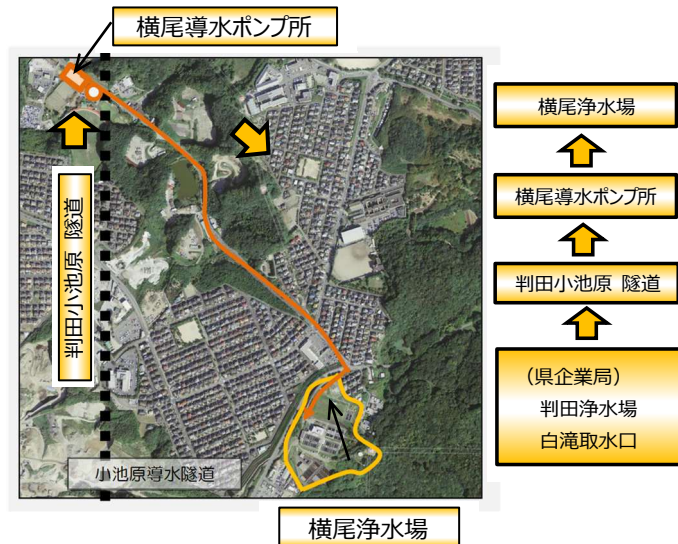 横尾導水ポンプ所
判田小池原 隧道
小池原導水隧道
横尾浄水場
横尾浄水場
横尾導水ポンプ所
判田小池原 隧道
（県企業局）
判田浄水場
白滝取水口